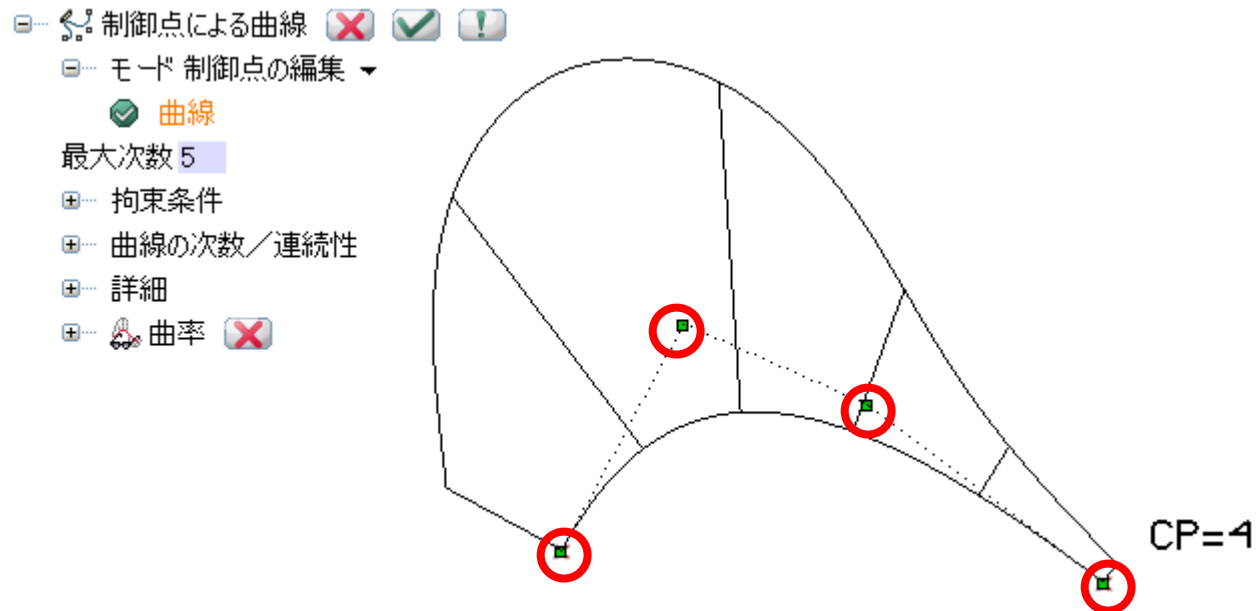 制御点による曲線
モード 制御点の編集
曲線
最大次数 5
拘束条件
曲線の次数／連続性
詳細
曲率
CP=4